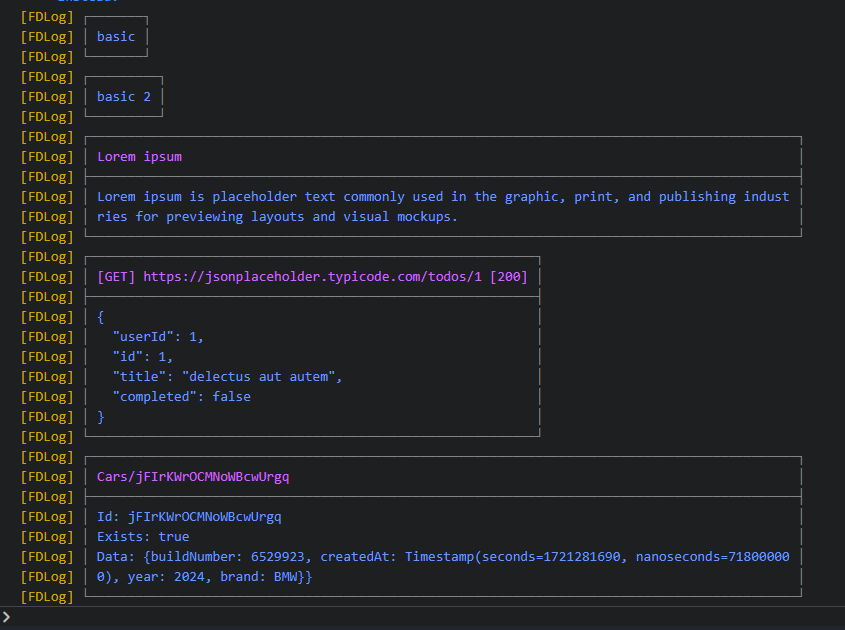 [FDLog]
[FDLog] basic
[FDLog]
[FDLog]
[FDLog] basic 2
[FDLog]
[FDLog]
[FDLog] Lorem ipsum
[FDLog]
[FDLog] Lorem ipsum is placeholder text commonly used in the graphic, print, and publishing indust
[FDLog] ries for previewing layouts and visual mockups.
[FDLog]
[FDLog]
[FDLog] [GET] https://jsonplaceholder.typicode.com/todos/1 [200]
[FDLog]
[FDLog] {
[FDLog]   "userId": 1,
[FDLog]   "id": 1,
[FDLog]   "title": "delectus aut autem",
[FDLog]   "completed": false
[FDLog] }
[FDLog]
[FDLog]
[FDLog] Cars/jFIrKWrOCMNoWBcwUrgq
[FDLog]
[FDLog] Id: jFIrKWrOCMNoWBcwUrgq
[FDLog] Exists: true
[FDLog] Data: {buildNumber: 6529923, createdAt: Timestamp(seconds=1721281690, nanoseconds=71800000
[FDLog] 0), year: 2024, brand: BMW}}
[FDLog]